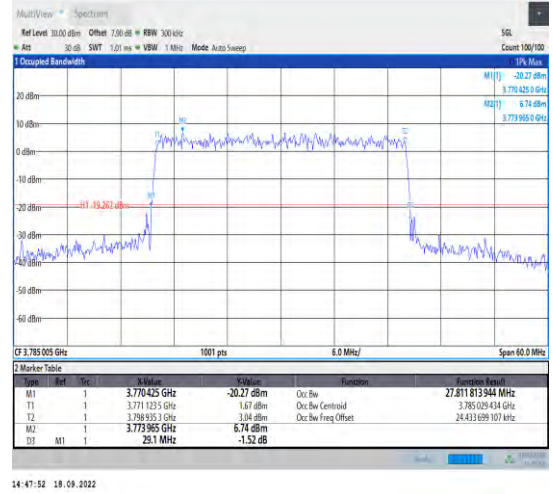 MultiView Spectrum
Ref Level 30.00 dBm Offset 7.00 dB RBW 300 kHz SGL
Att 30 dB SWT 1.01 ms VBW 1 MHz Mode Auto Sweep Count 100/100
1 Occupied Bandwidth 1Pk Max
M1[1] -20.27 dBm
3.770 425 0 GHz
M2[1] 6.74 dBm
3.773 965 0 GHz
20 dBm
10 dBm
0 dBm
-10 dBm
-20 dBm
-30 dBm
-40 dBm
-50 dBm
-60 dBm
M2
T1
T2
M1
H1 -19.262 dBm
CF 3.785 005 GHz 1001 pts 6.0 MHz/ Span 60.0 MHz
2 Marker Table
Type Ref Trc X-Value Y-Value Function Function Result
M1 1 3.770 425 GHz -20.27 dBm Occ Bw 27.811 813 944 MHz
T1 1 3.771 123 5 GHz 1.67 dBm Occ Bw Centroid 3.785 029 434 GHz
T2 1 3.798 935 3 GHz 3.04 dBm Occ Bw Freq Offset 24.433 699 107 kHz
M2 1 3.773 965 GHz 6.74 dBm
D3 M1 1 29.1 MHz -1.52 dB
14:47:52 18.09.2022